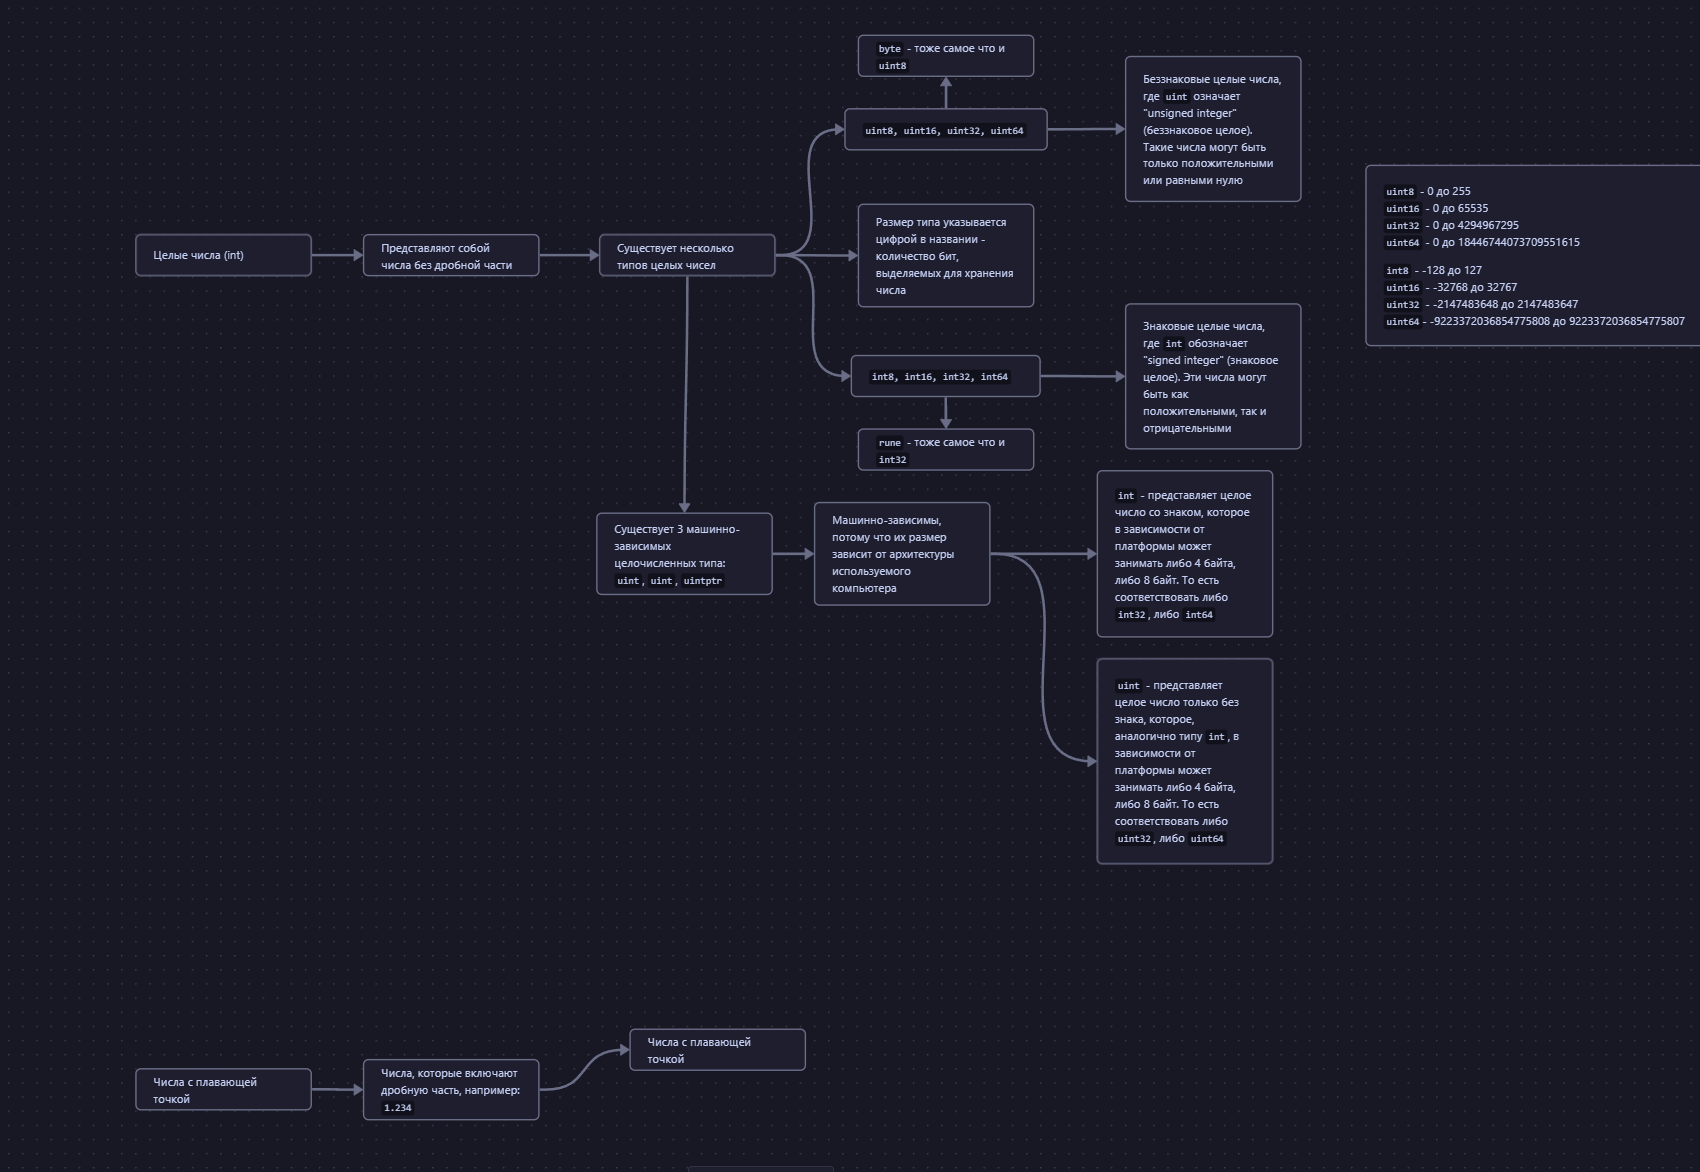 byte - тоже самое что и
uint8
uint8, uint16, uint32, uint64
Беззнаковые целые числа,
где uint означает
"unsigned integer"
(беззнаковое целое).
Такие числа могут быть
только положительными
или равными нулю
uint8 - 0 до 255
uint16 - 0 до 65535
uint32 - 0 до 4294967295
uint64 - 0 до 18446744073709551615
int8 - -128 до 127
uint16 - -32768 до 32767
uint32 - -2147483648 до 2147483647
uint64 - -9223372036854775808 до 9223372036854775807
Целые числа (int)
Представляют собой
числа без дробной части
Существует несколько
типов целых чисел
Размер типа указывается
цифрой в названии -
количество бит,
выделяемых для хранения
числа
Знаковые целые числа,
где int обозначает
"signed integer" (знаковое
целое). Эти числа могут
быть как
положительными, так и
отрицательными
int8, int16, int32, int64
rune - тоже самое что и
int32
Существует 3 машинно-
зависимых
целочисленных типа:
uint, uint, uintptr
Машинно-зависимы,
потому что их размер
зависит от архитектуры
используемого
компьютера
int - представляет целое
число со знаком, которое
в зависимости от
платформы может
занимать либо 4 байта,
либо 8 байт. То есть
соответствовать либо
int32, либо int64
uint - представляет
целое число только без
знака, которое,
аналогично типу int, в
зависимости от
платформы может
занимать либо 4 байта,
либо 8 байт. То есть
соответствовать либо
uint32, либо uint64
Числа с плавающей
точкой
Числа, которые включают
дробную часть, например:
1.234
Числа с плавающей
точкой